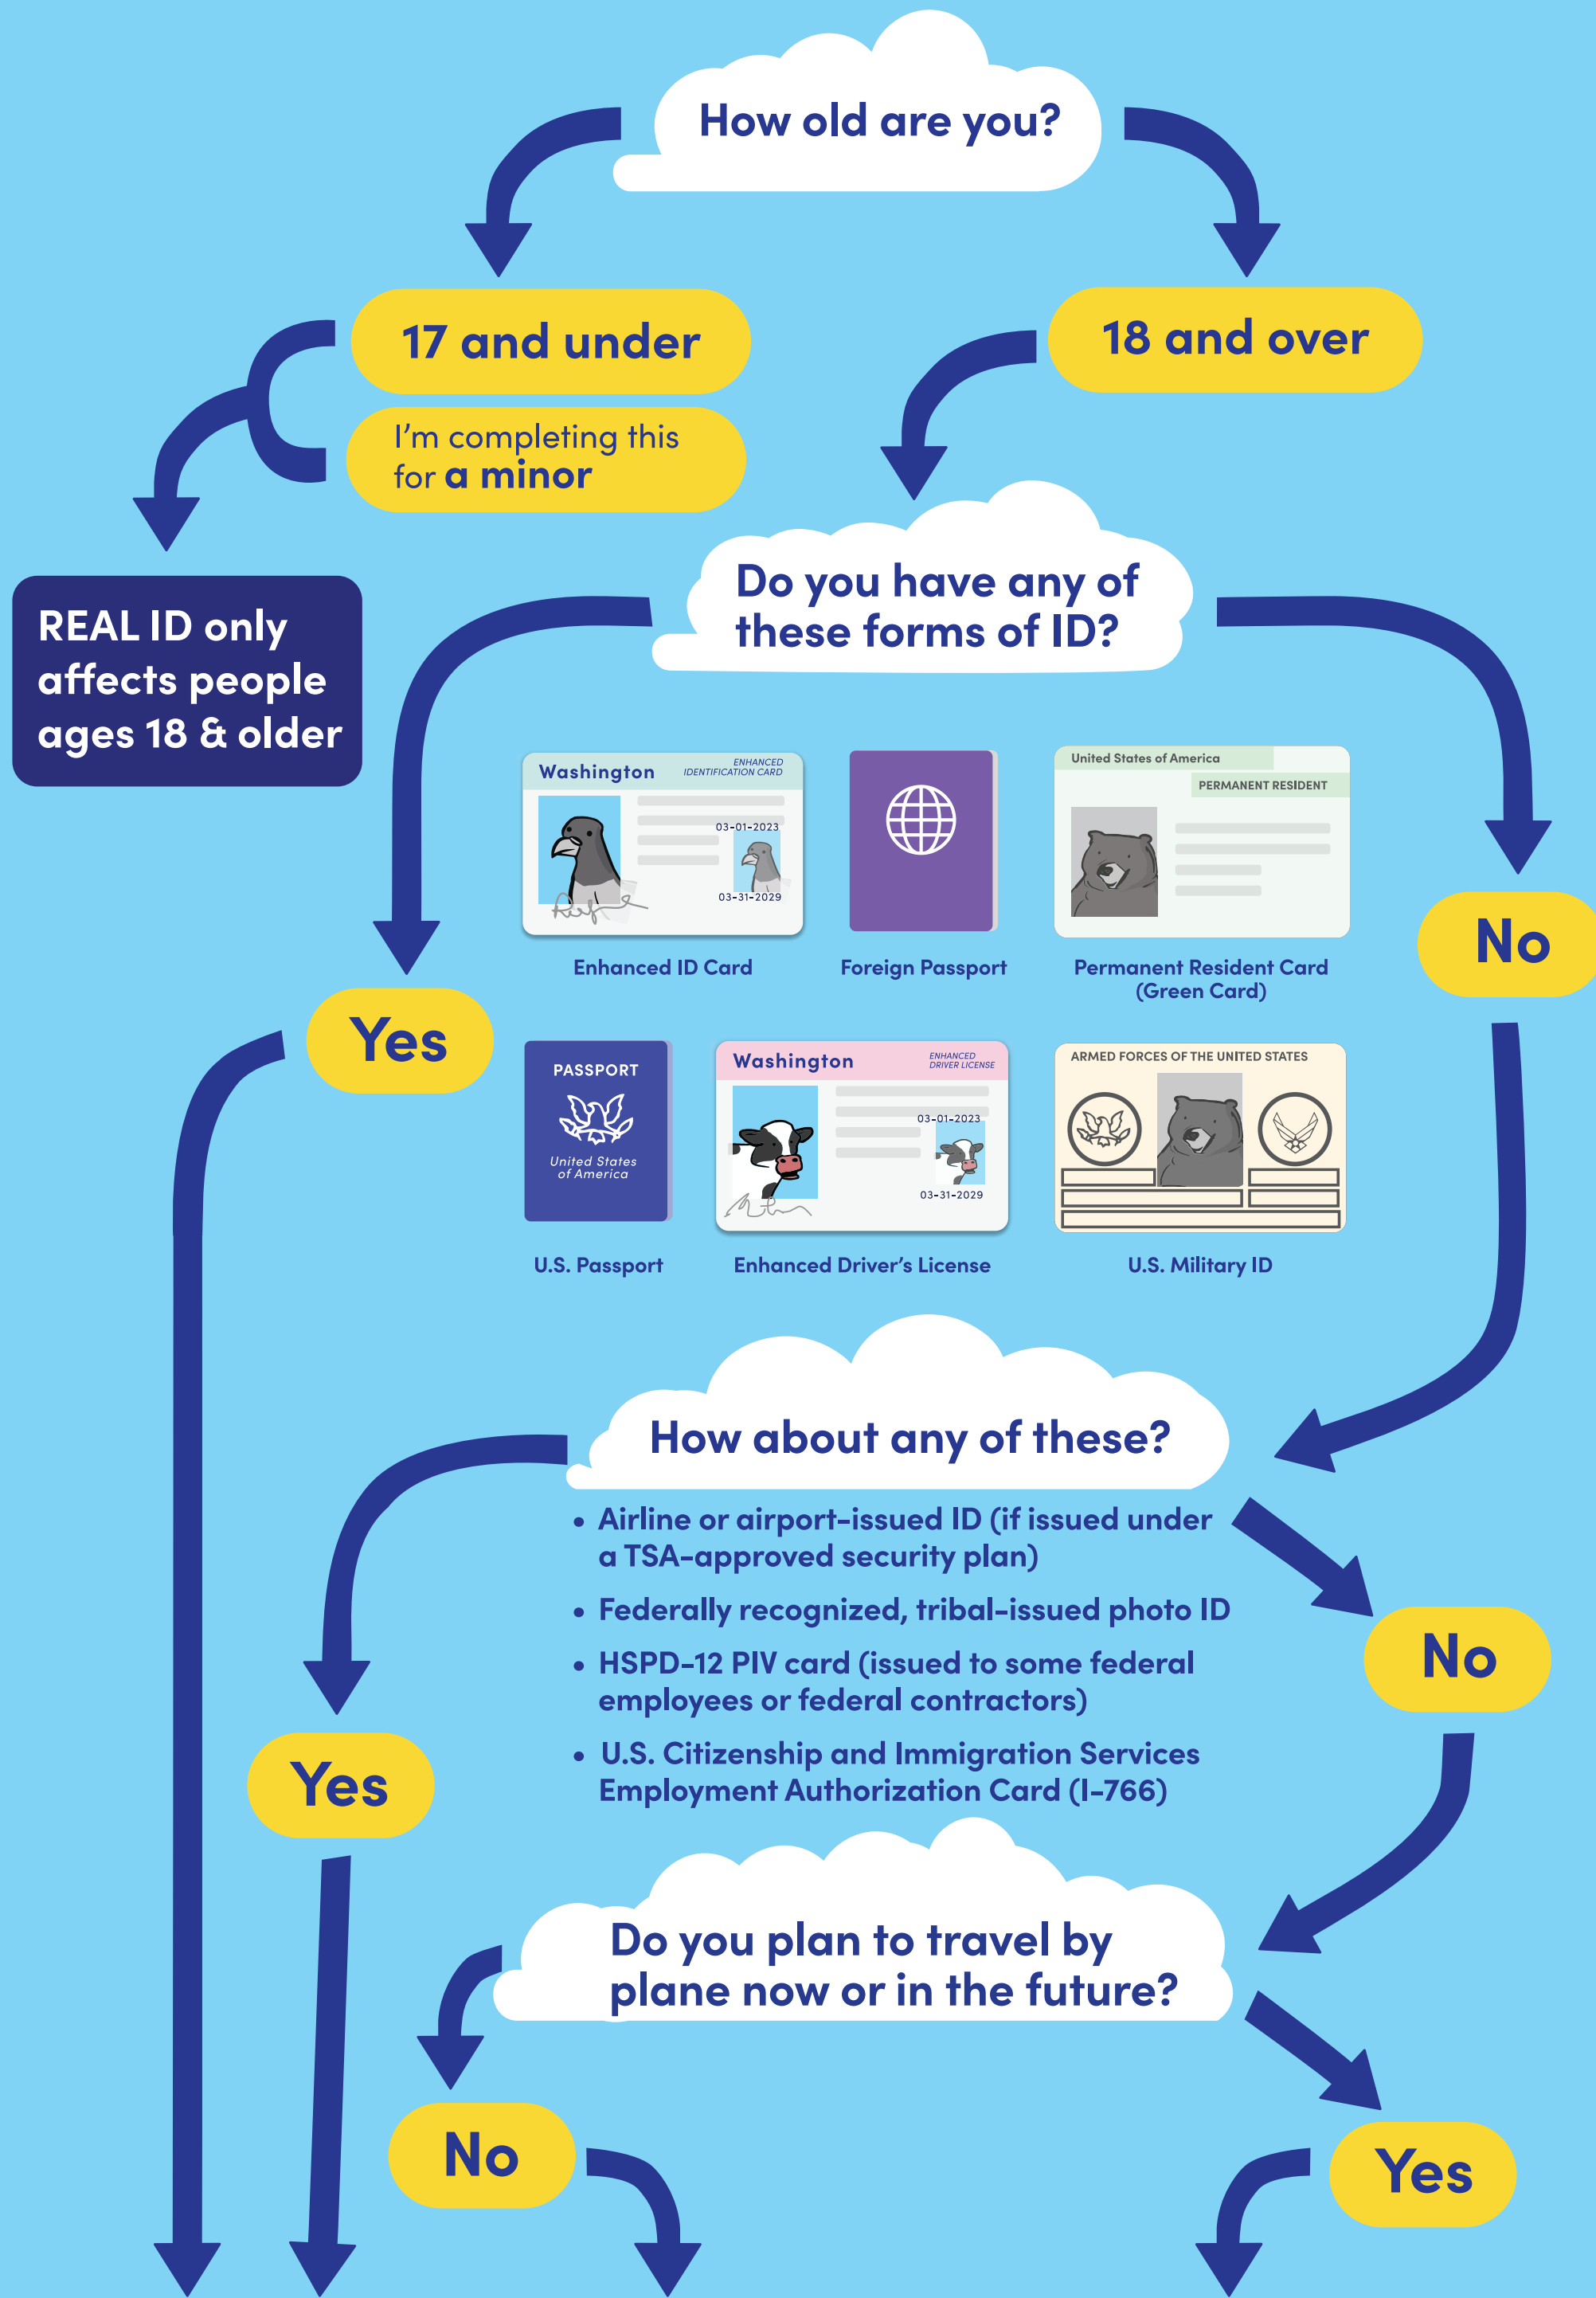 How old are you?
17 and under
18 and over
I'm completing this
for a minor
REAL ID only
affects people
ages 18 & older
Do you have any of
these forms of ID?
Washington
ENHANCED
IDENTIFICATION CARD
03-01-2023
03-31-2029
Enhanced ID Card
Foreign Passport
United States of America
PERMANENT RESIDENT
Permanent Resident Card
(Green Card)
No
Yes
PASSPORT
United States
of America
U.S. Passport
Washington
ENHANCED
DRIVER LICENSE
03-01-2023
03-31-2029
Enhanced Driver's License
ARMED FORCES OF THE UNITED STATES
U.S. Military ID
How about any of these?
• Airline or airport-issued ID (if issued under
a TSA-approved security plan)
• Federally recognized, tribal-issued photo ID
• HSPD-12 PIV card (issued to some federal
employees or federal contractors)
• U.S. Citizenship and Immigration Services
Employment Authorization Card (I-766)
No
Yes
Do you plan to travel by
plane now or in the future?
No
Yes